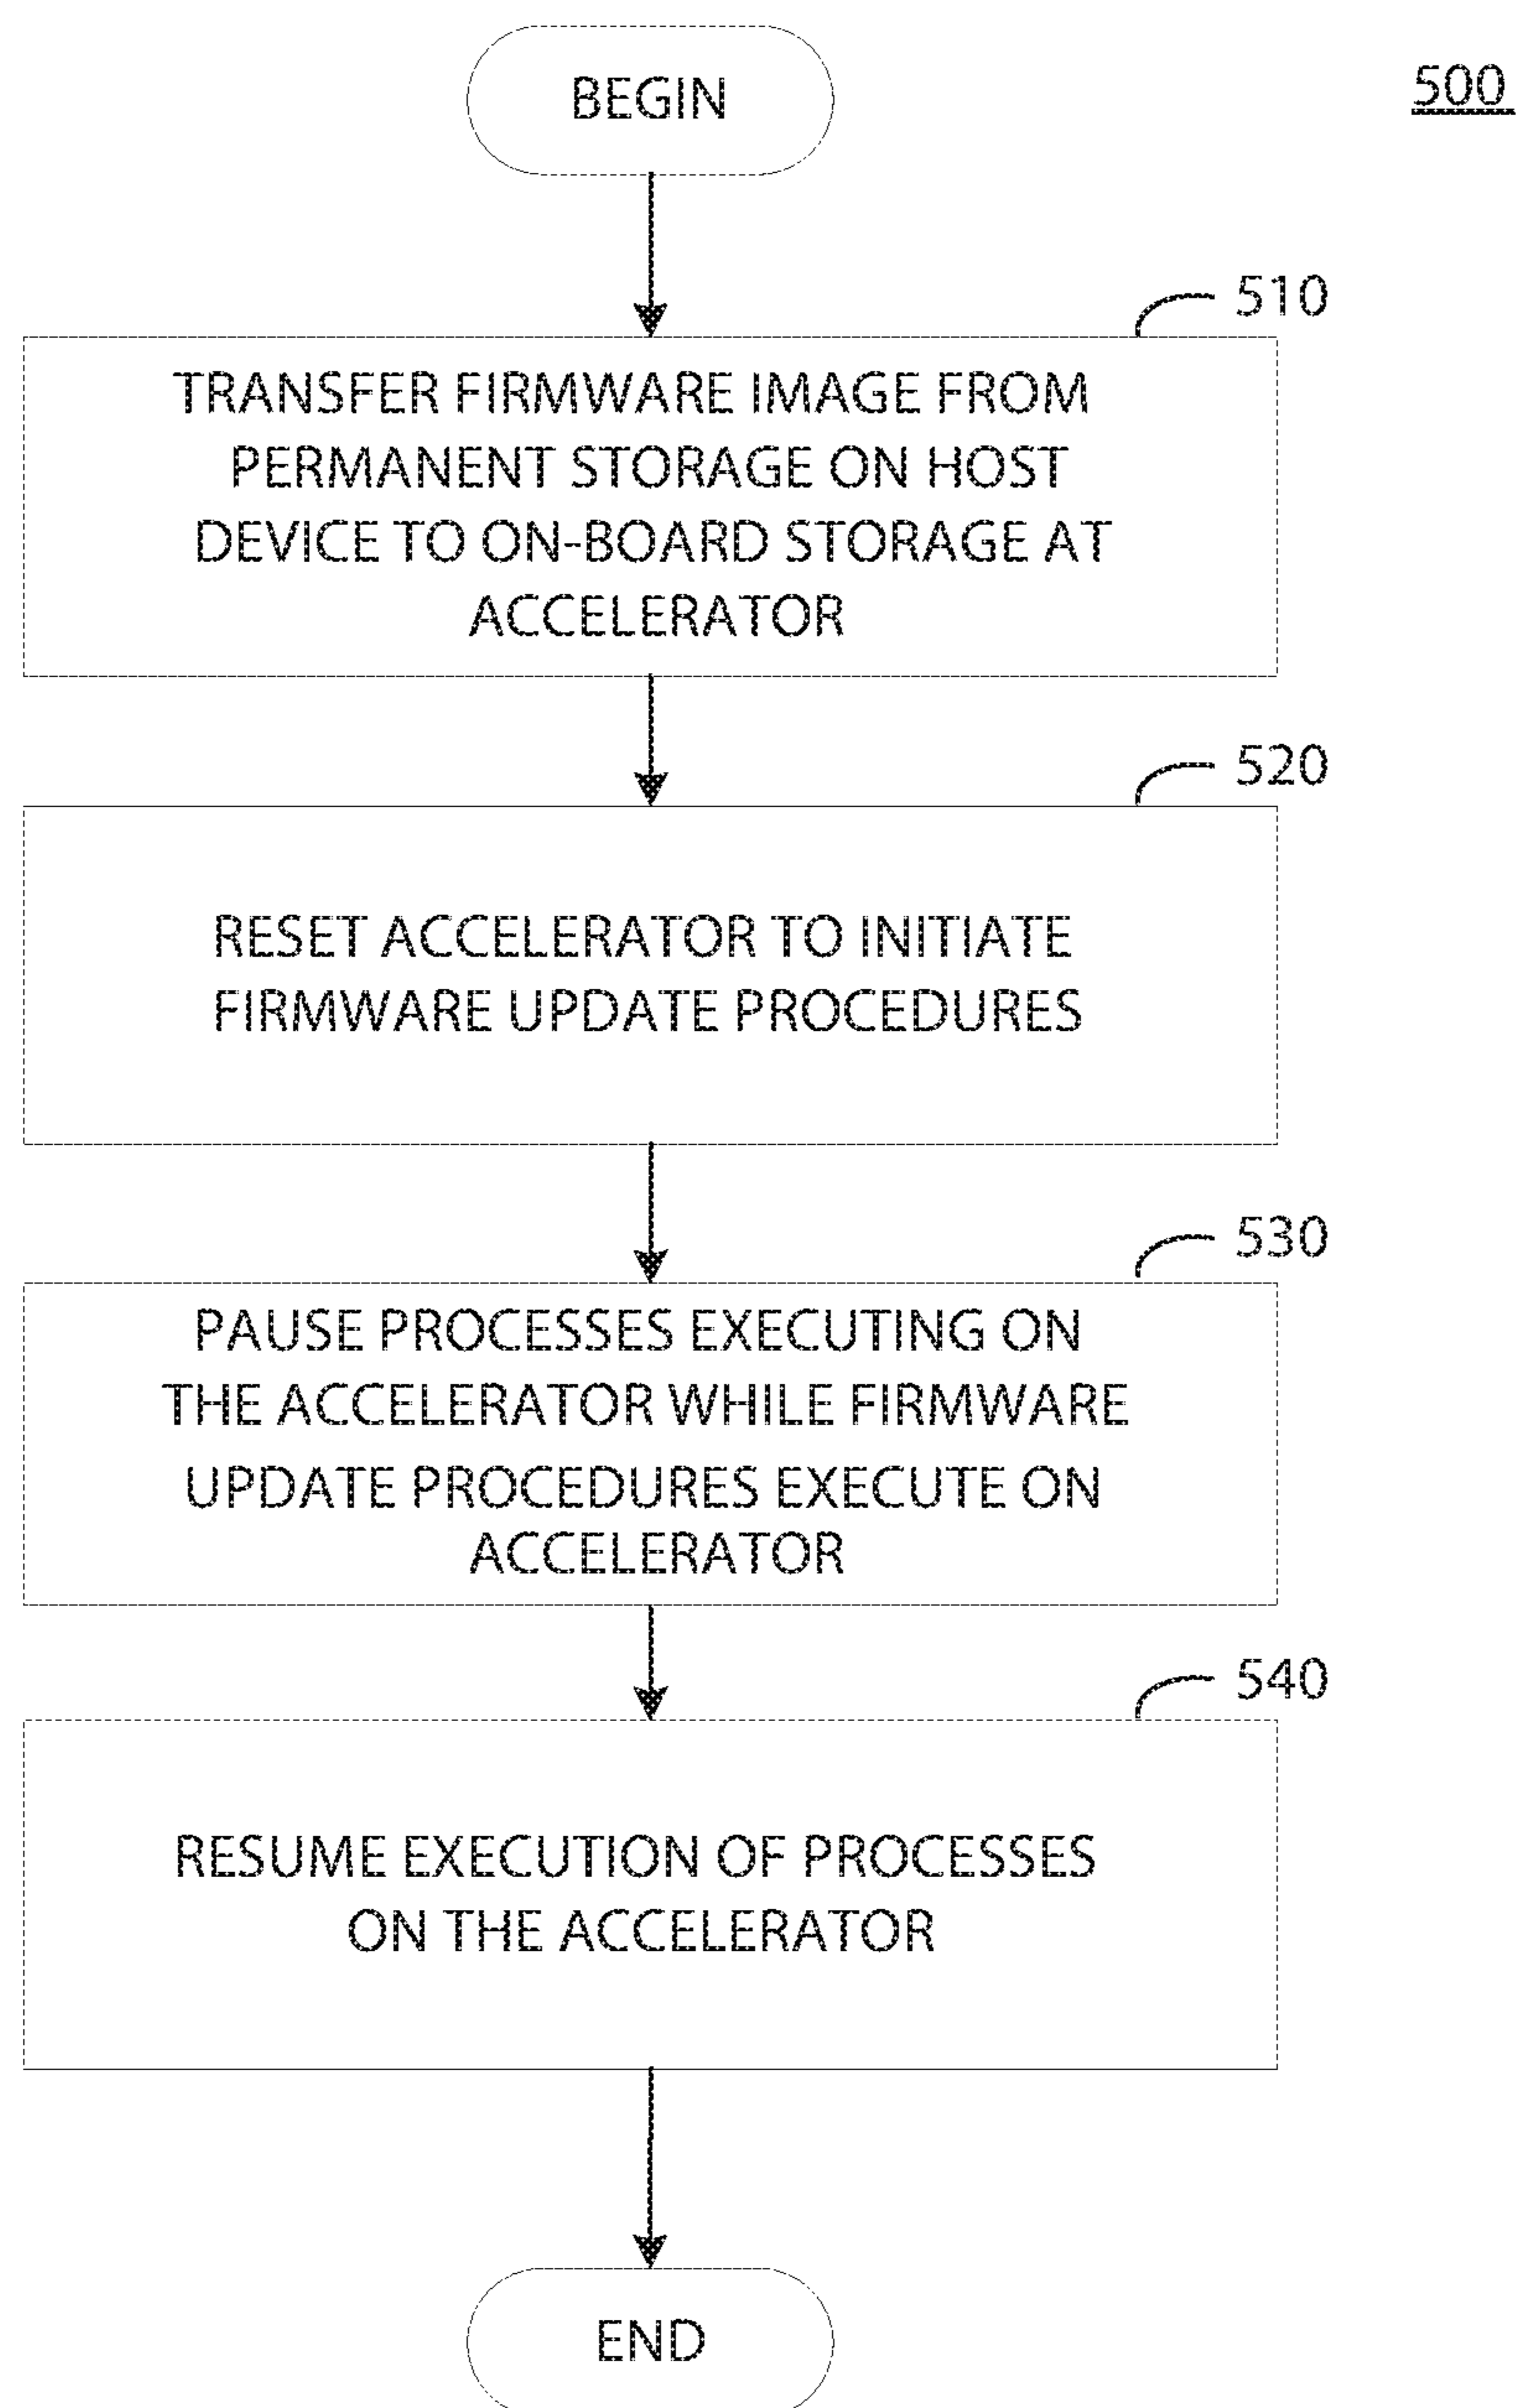 BEGIN
500
510
TRANSFER FIRMWARE IMAGE FROM
PERMANENT STORAGE ON HOST
DEVICE TO ON-BOARD STORAGE AT
ACCELERATOR
520
RESET ACCELERATOR TO INITIATE
FIRMWARE UPDATE PROCEDURES
530
PAUSE PROCESSES EXECUTING ON
THE ACCELERATOR WHILE FIRMWARE
UPDATE PROCEDURES EXECUTE ON
ACCELERATOR
540
RESUME EXECUTION OF PROCESSES
ON THE ACCELERATOR
END